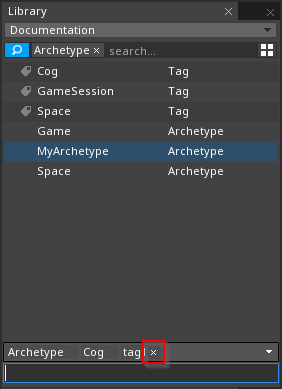 Library
Documentation
Archetype × search...
Cog Tag
GameSession Tag
Space Tag
Game Archetype
MyArchetype Archetype
Space Archetype
Archetype Cog tag ×